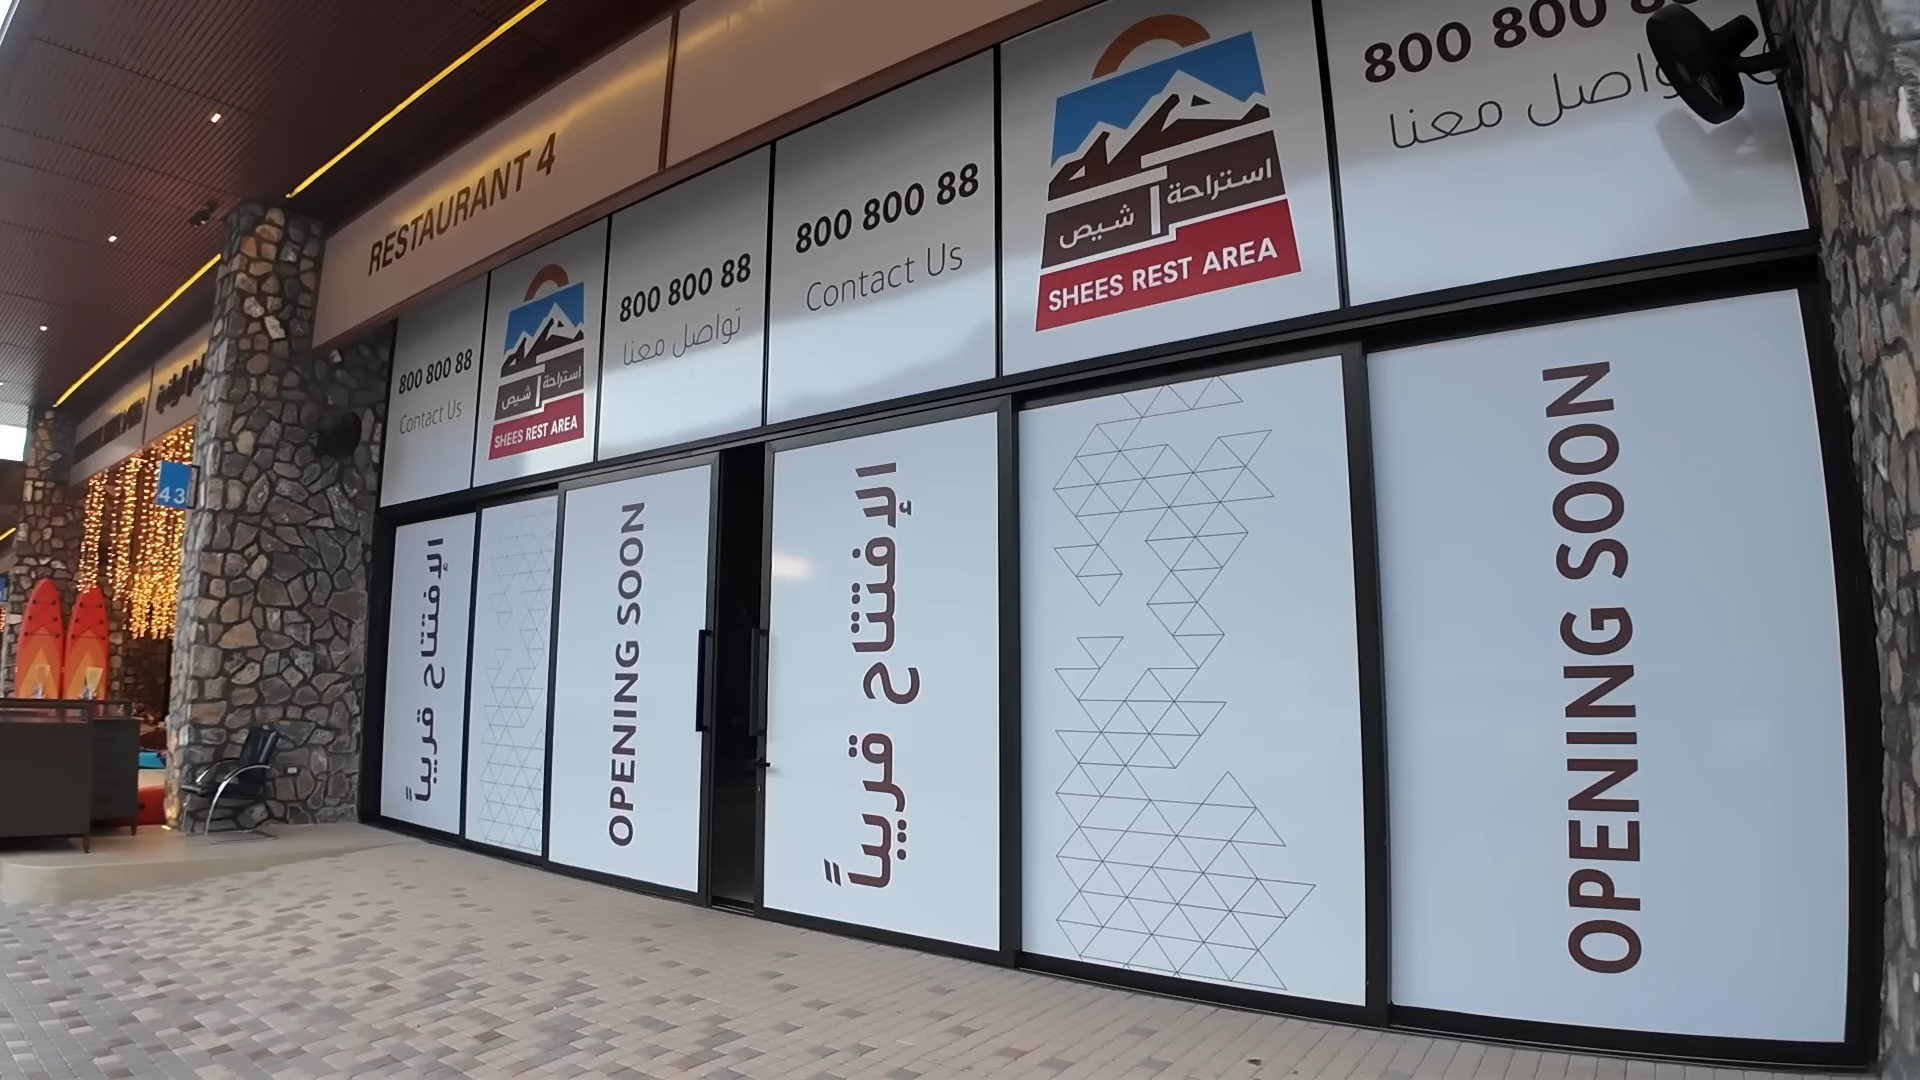 RESTAURANT 4
43
800 800 88
Contact Us
استراحة
شيص
SHEES REST AREA
800 800 88
تواصل معنا
800 800 88
Contact Us
استراحة
شيص
SHEES REST AREA
800 800
تواصل معنا
الإفتتاح قريباً
OPENING SOON
الإفتتاح قريباً
OPENING SOON